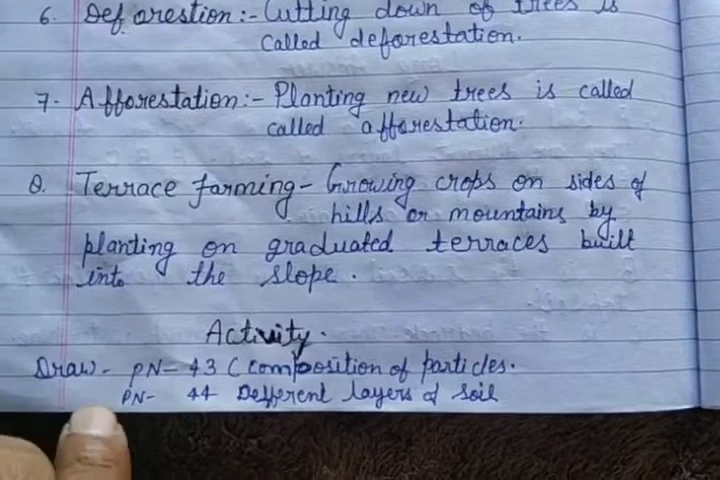 6. Deforestion:- Cutting down of trees is
called deforestation.
7. Afforestation:- Planting new trees is called
called afforestation.
8. Terrace farming- Growing crops on sides of
hills or mountains by
planting on graduated terraces built
into the slope.
Activity.
Draw- PN- 43 (composition of particles.
PN- 44 Defferent layers of soil